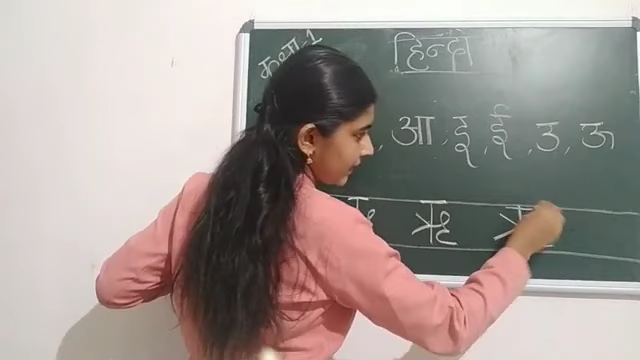 कक्षा-1
हिन्दी
, आ, इ, ई, उ, ऊ
ऋ ऋ